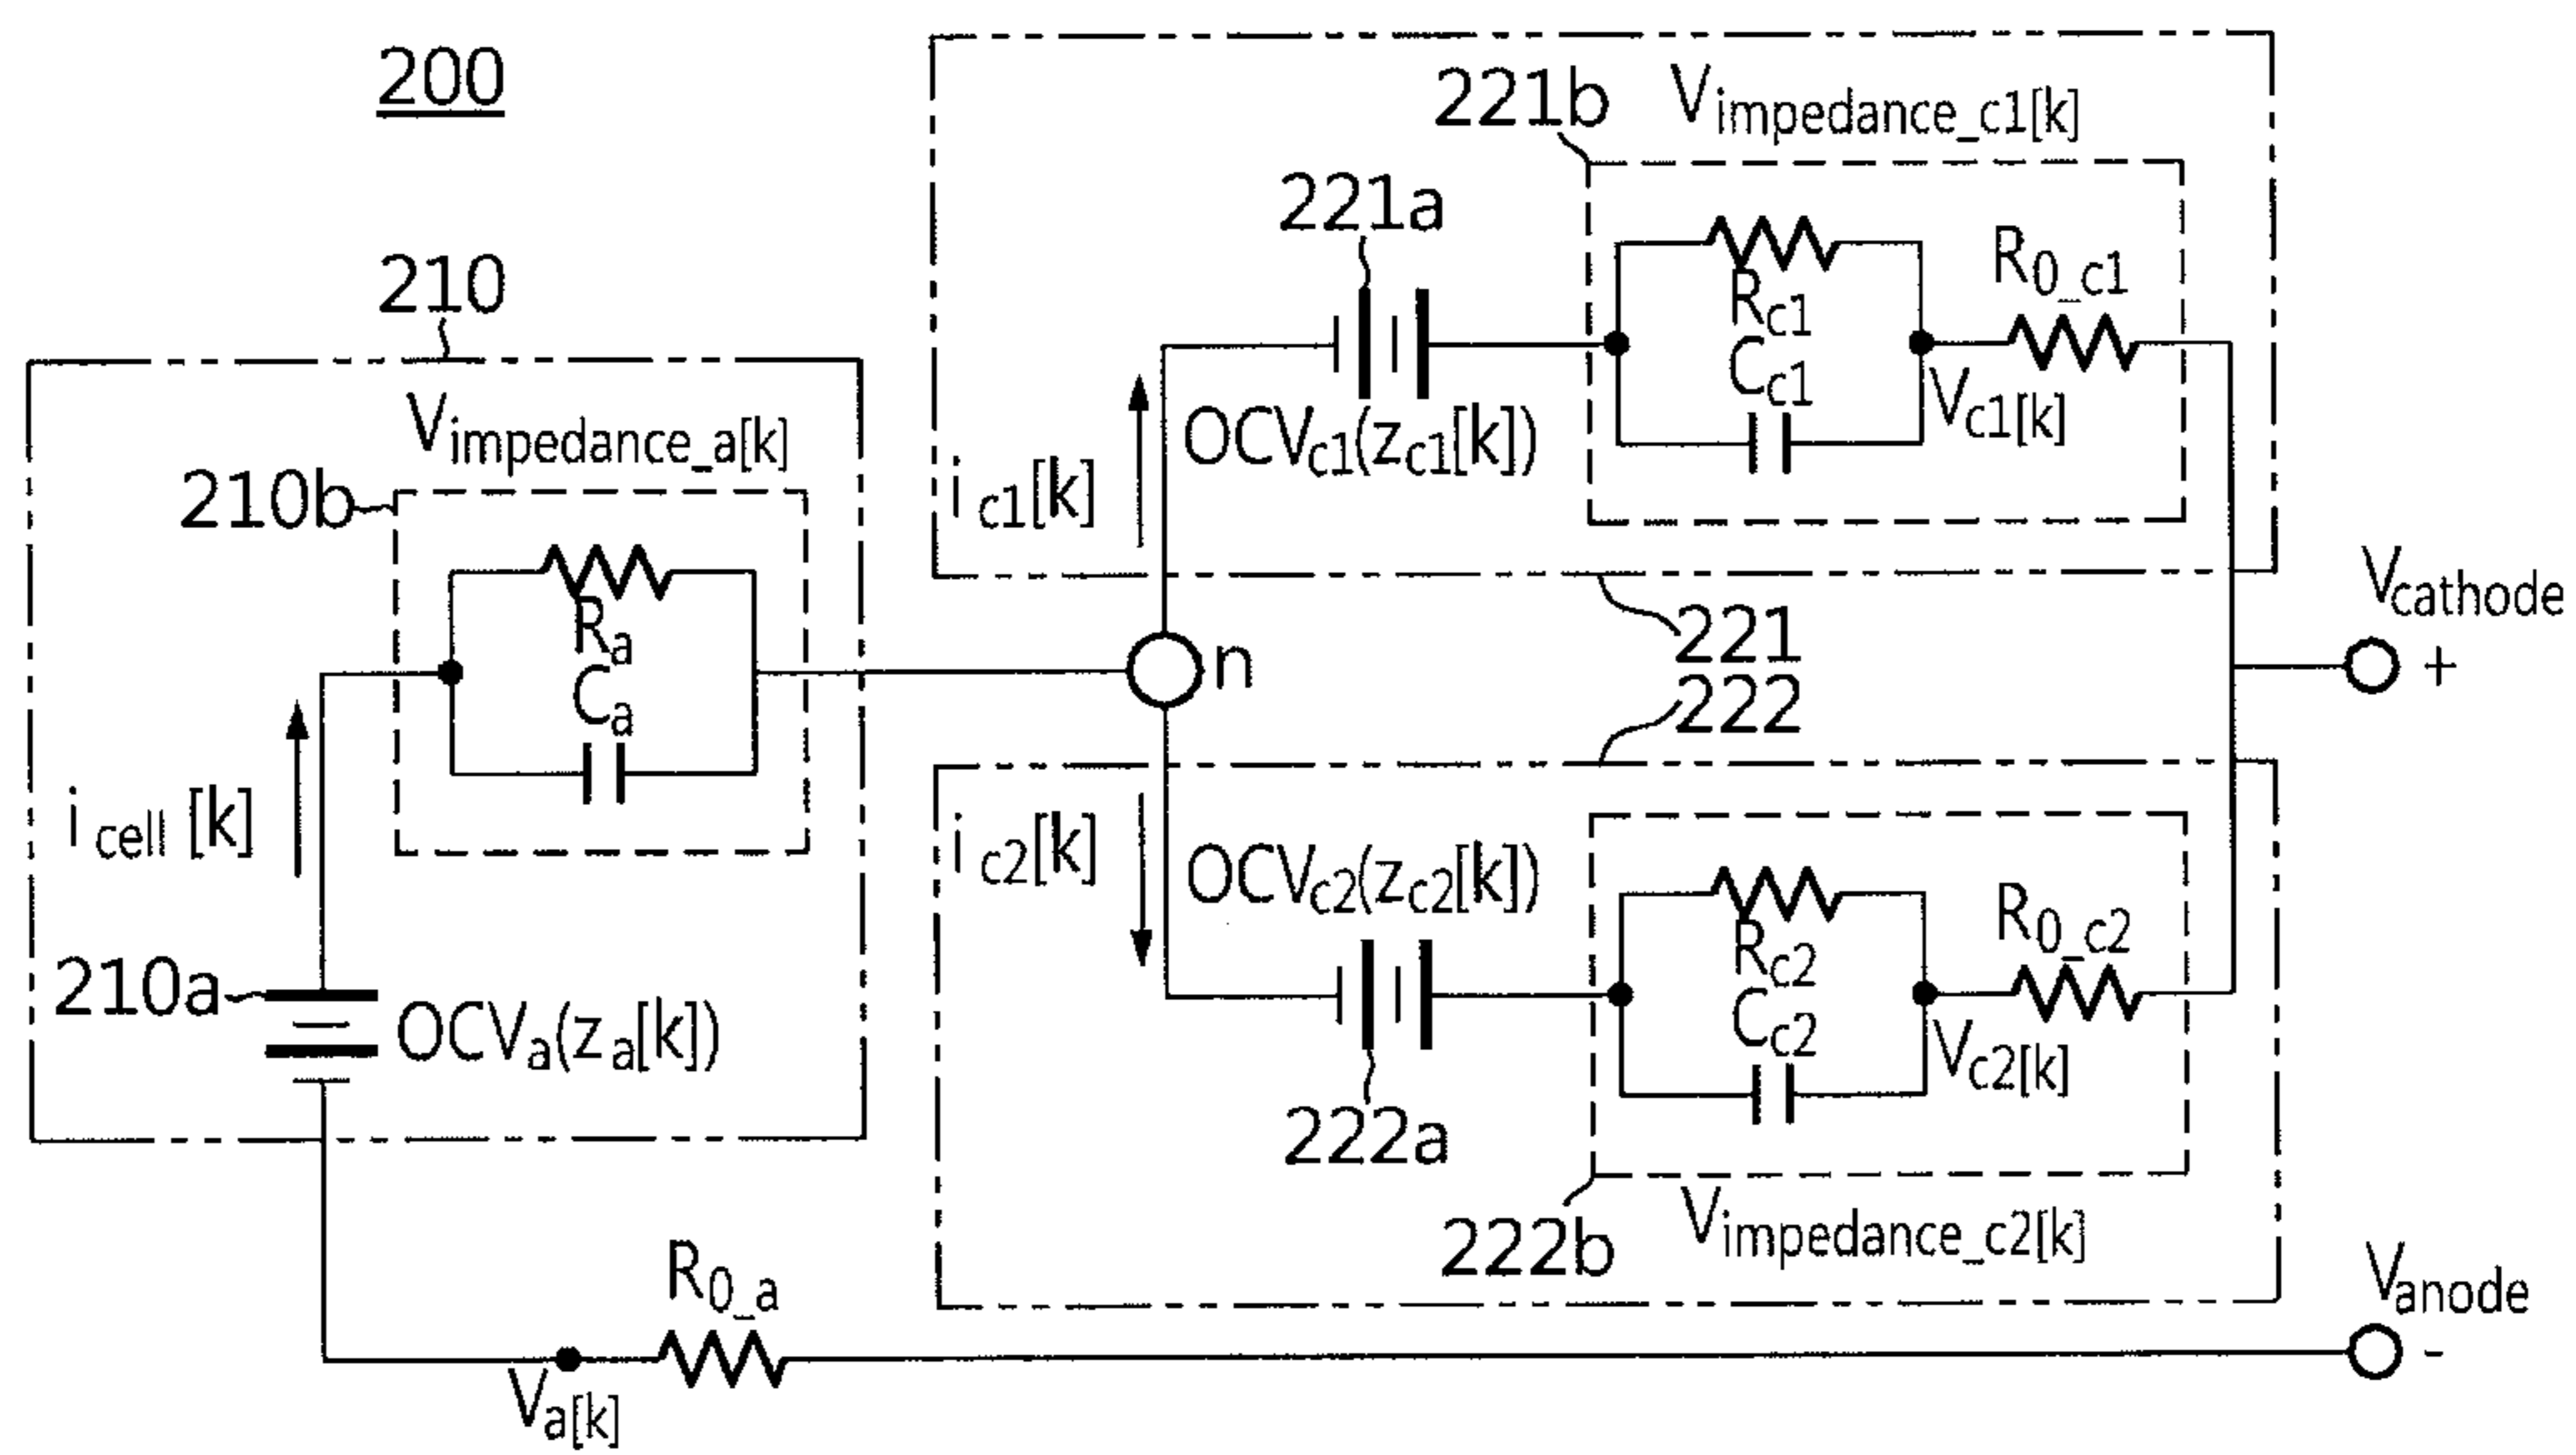 200
221b
Vimpedance_c1[k]
221a
Rc1
Cc1
R0_c1
Vc1[k]
OCVc1(zc1[k])
ic1[k]
210
Vimpedance_a[k]
210b
Ra
Ca
icell [k]
210a
OCVa(za[k])
n
221
222
Vcathode
+
ic2[k]
OCVc2(zc2[k])
Rc2
Cc2
R0_c2
Vc2[k]
222a
222b
Vimpedance_c2[k]
R0_a
Va[k]
Vanode
-